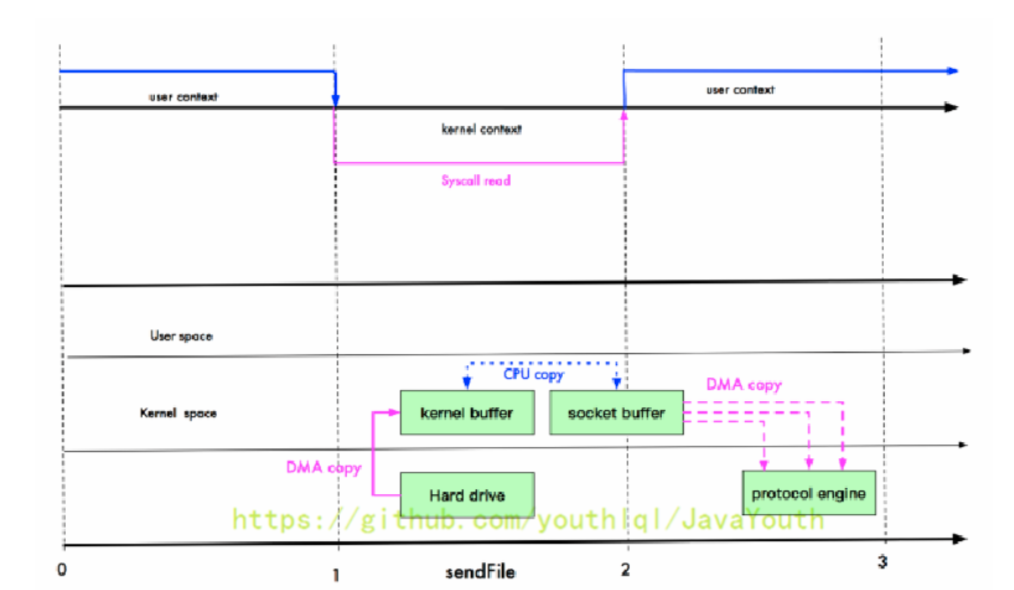 user context
user context
kernel context
Syscall read
User space
CPU copy
DMA copy
kernel buffer
socket buffer
Kernel space
DMA copy
Hard drive
protocol engine
https://github.com/youthlql/JavaYouth
0
1
sendFile
2
3